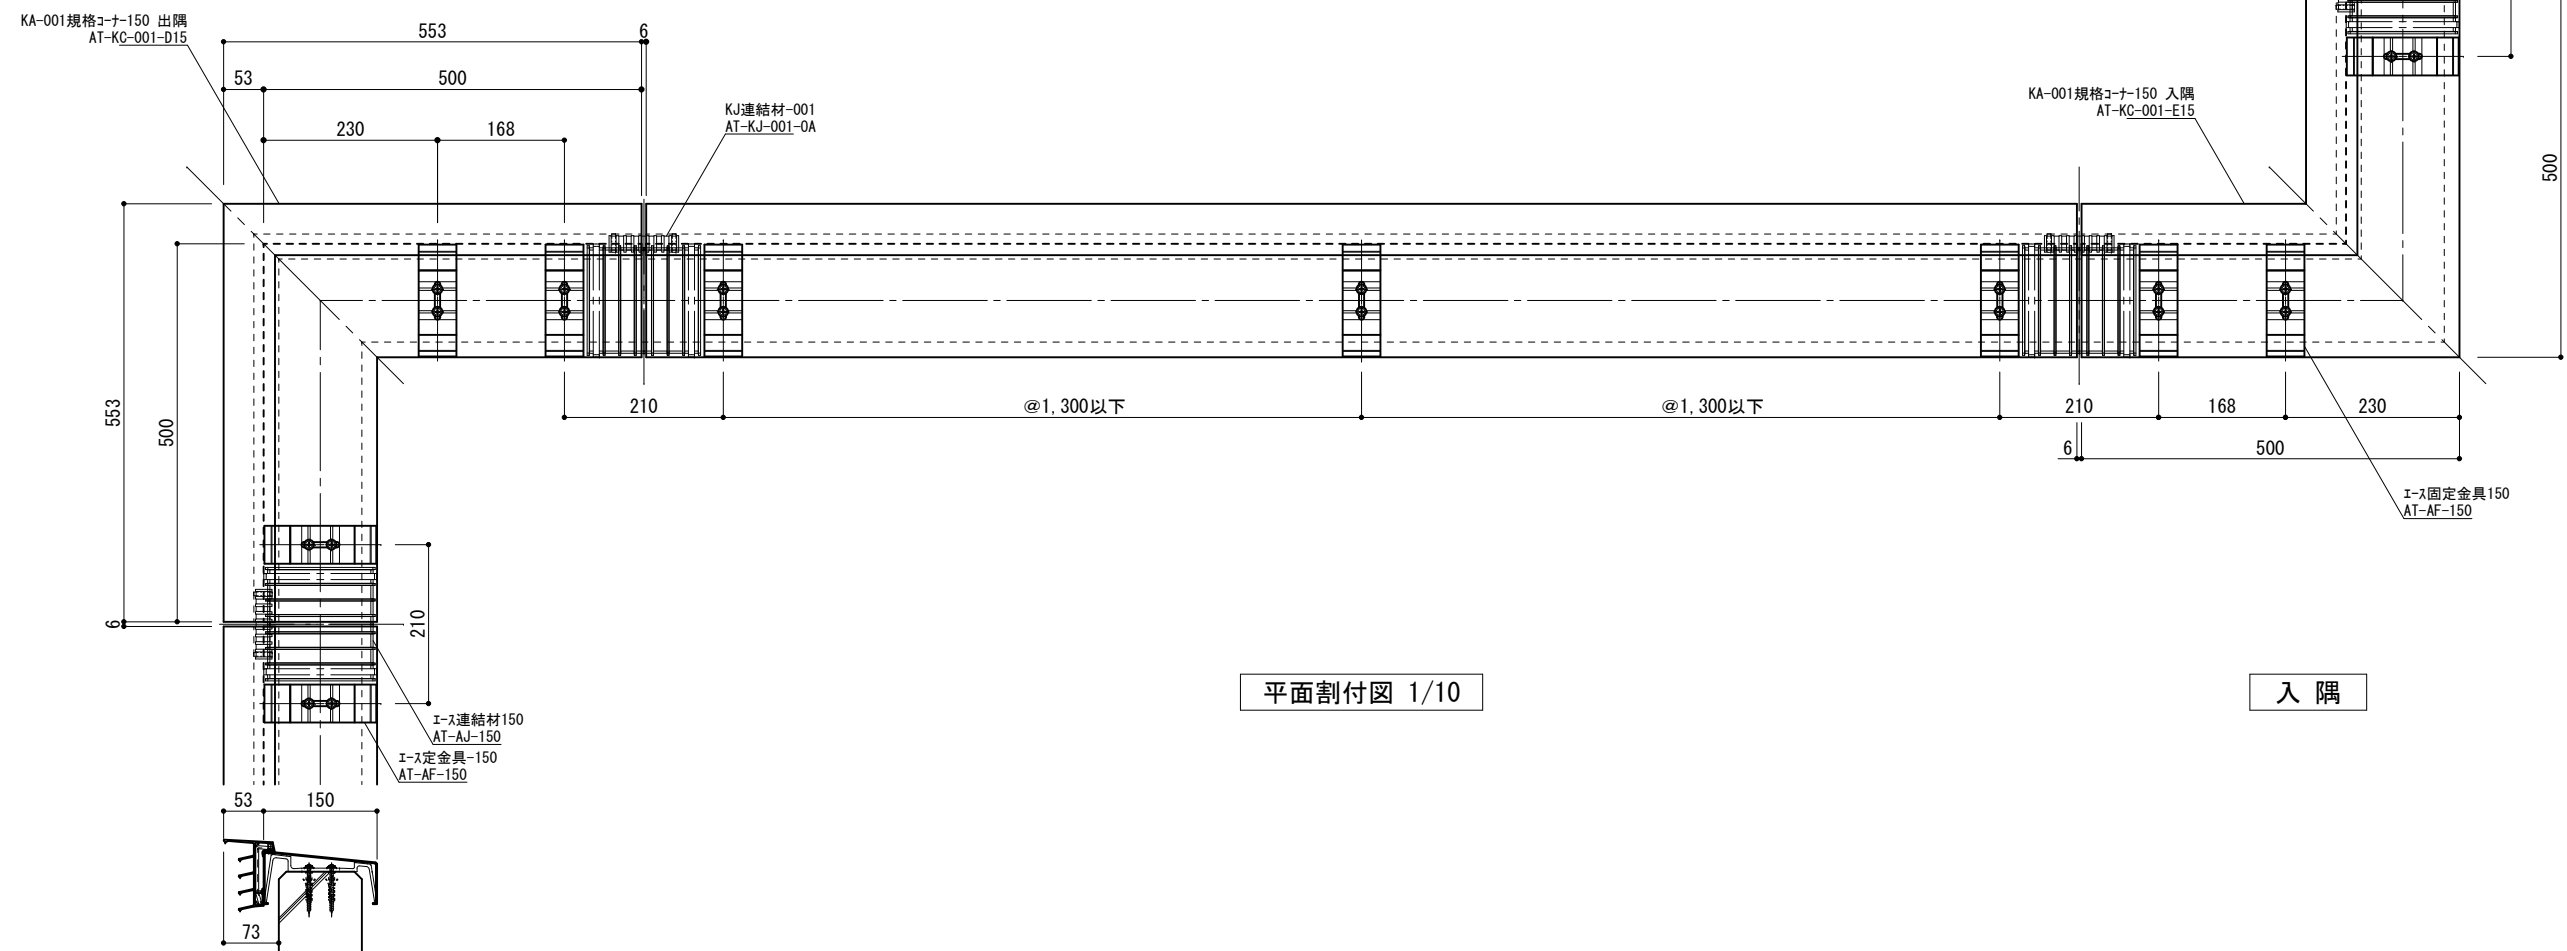 KA-001規格ｺｰﾅｰ150 出隅
AT-KC-001-D15
553
6
53
500
230
168
KJ連結材-001
AT-KJ-001-0A
KA-001規格ｺｰﾅｰ150 入隅
AT-KC-001-E15
500
553
500
6
210
@1,300以下
@1,300以下
210
168
230
6
500
ｴｰｽ固定金具150
AT-AF-150
210
ｴｰｽ連結材150
AT-AJ-150
ｴｰｽ定金具-150
AT-AF-150
平面割付図 1/10
入 隅
53
150
73